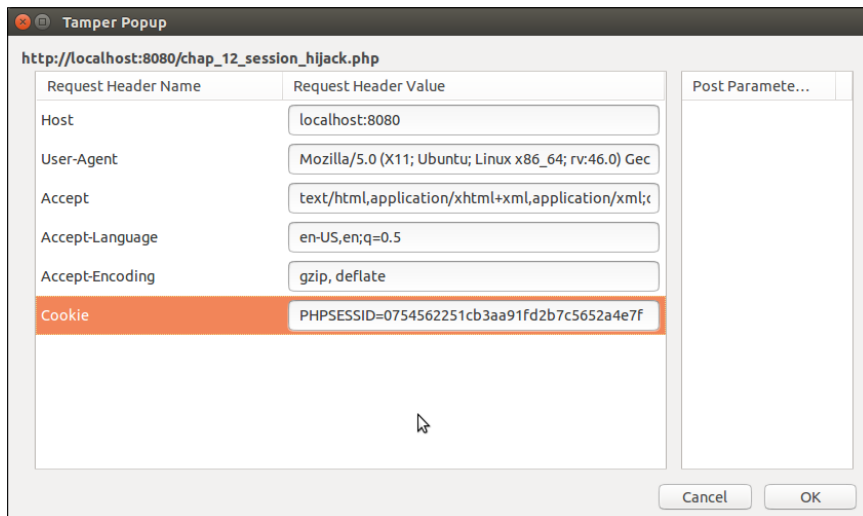 Tamper Popup
http://localhost:8080/chap_12_session_hijack.php
Request Header Name Request Header Value Post Paramete...
Host localhost:8080
User-Agent Mozilla/5.0 (X11; Ubuntu; Linux x86_64; rv:46.0) Gec
Accept text/html,application/xhtml+xml,application/xml;
Accept-Language en-US,en;q=0.5
Accept-Encoding gzip, deflate
Cookie PHPSESSID=0754562251cb3aa91fd2b7c5652a4e7f
Cancel OK